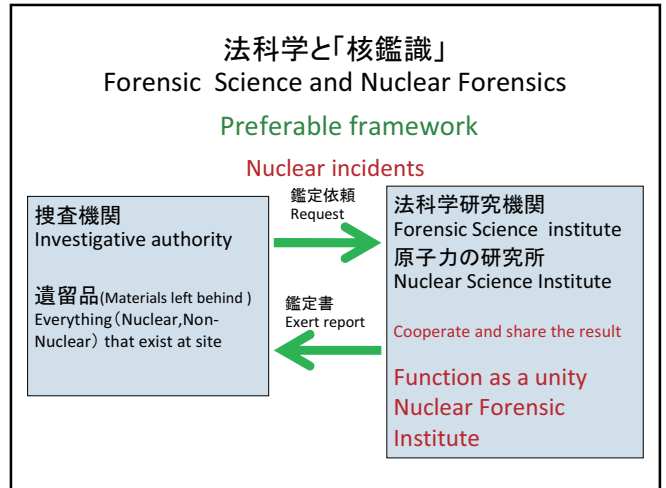 法科学と「核鑑識」
Forensic Science and Nuclear Forensics
Preferable framework
Nuclear incidents
捜査機関
Investigative authority
遺留品(Materials left behind )
Everything(Nuclear,Non-
Nuclear) that exist at site
鑑定依頼
Request
鑑定書
Exert report
法科学研究機関
Forensic Science institute
原子力の研究所
Nuclear Science Institute
Cooperate and share the result
Function as a unity
Nuclear Forensic
Institute